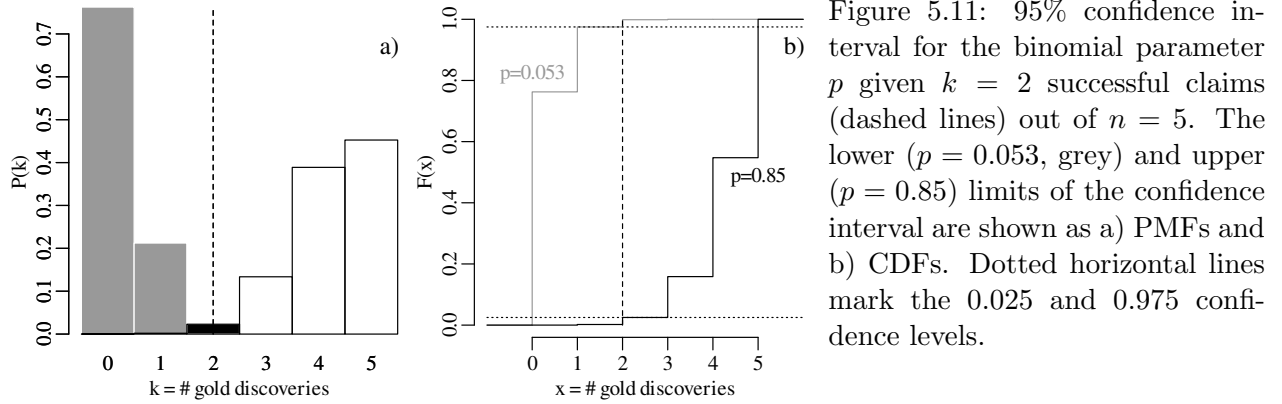 0.7
0.6
0.5
0.4
0.3
0.2
0.1
0.0
P(k)
a)
0 1 2 3 4 5
k = # gold discoveries
1.0
0.8
0.6
0.4
0.2
0.0
F(x)
b)
p=0.053
p=0.85
0 1 2 3 4 5
x = # gold discoveries
Figure 5.11: 95% confidence in-
terval for the binomial parameter
p given k = 2 successful claims
(dashed lines) out of n = 5. The
lower (p = 0.053, grey) and upper
(p = 0.85) limits of the confidence
interval are shown as a) PMFs and
b) CDFs. Dotted horizontal lines
mark the 0.025 and 0.975 confi-
dence levels.